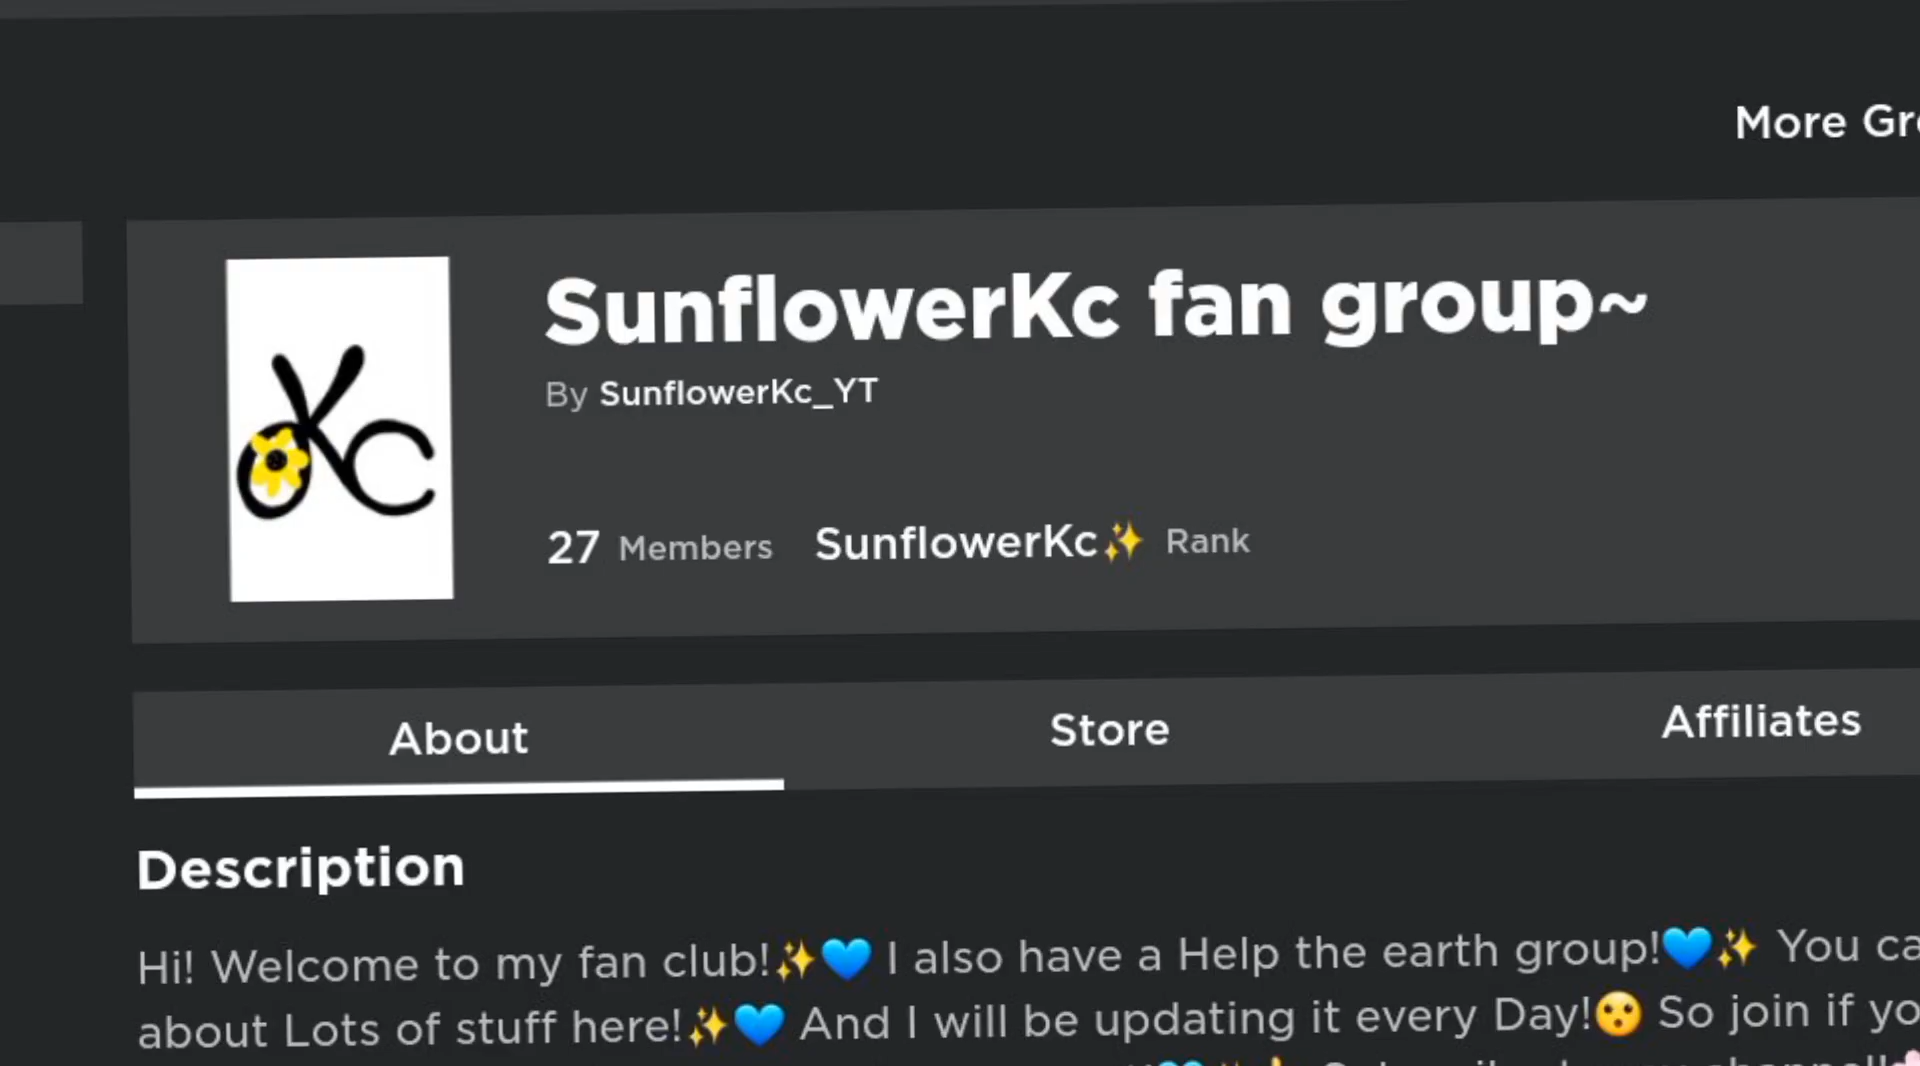 More Gr
Kc
SunflowerKc fan group~
By SunflowerKc_YT
27 Members SunflowerKc✨ Rank
About Store Affiliates
Description
Hi! Welcome to my fan club!✨💙 I also have a Help the earth group!💙✨ You ca
about Lots of stuff here!✨💙 And I will be updating it every Day!😯 So join if yo